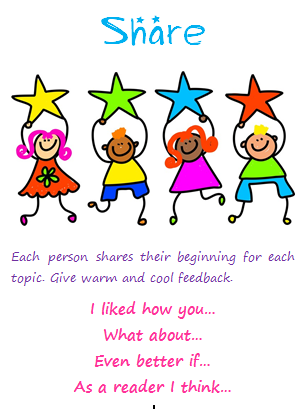 Share
Each person shares their beginning for each
topic. Give warm and cool feedback.
I liked how you...
What about...
Even better if...
As a reader I think...